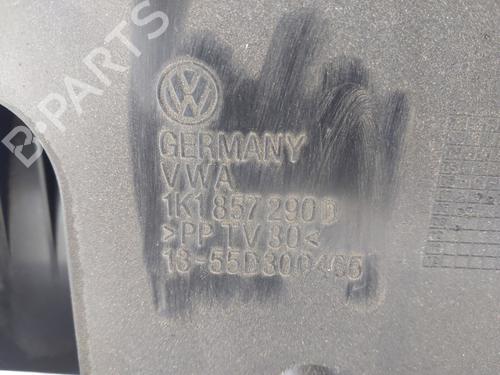 GERMANY
VWA
1K1 857 290 D
>PP TV 30<
13-55D300465
B-PARTS